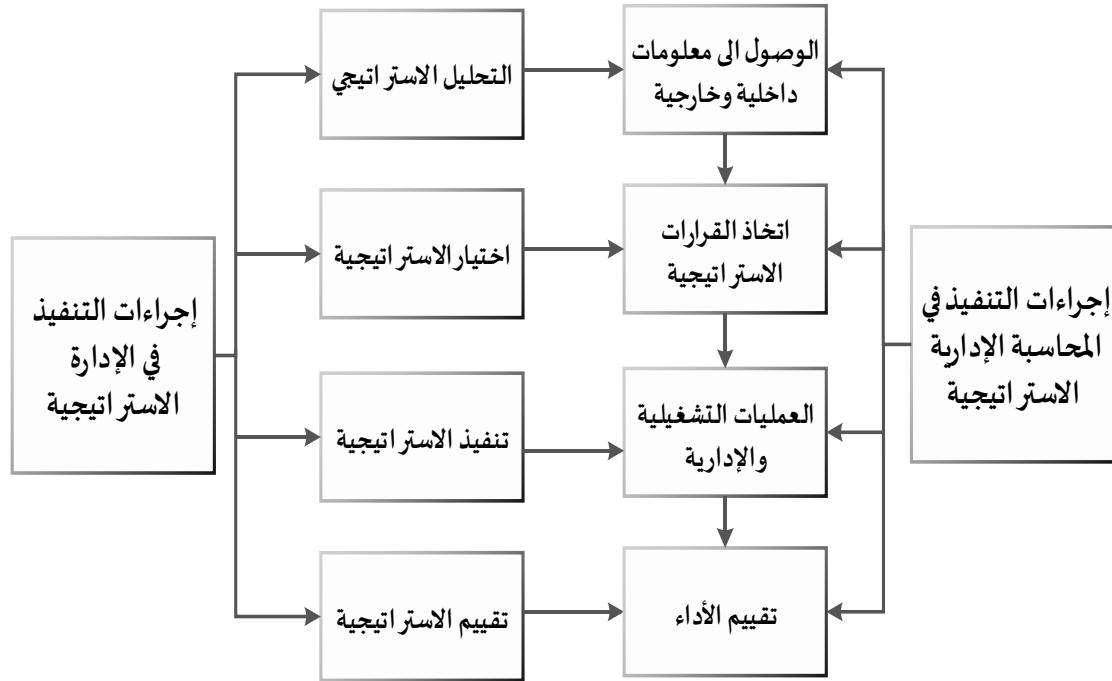 الوصول الى معلومات
داخلية وخارجية
التحليل الاستراتيجي
اتخاذ القرارات
الاستراتيجية
اختيار الاستراتيجية
إجراءات التنفيذ في
المحاسبة الإدارية
الاستراتيجية
إجراءات التنفيذ
في الإدارة
الاستراتيجية
العمليات التشغيلية
والإدارية
تنفيذ الاستراتيجية
تقييم الأداء
تقييم الاستراتيجية